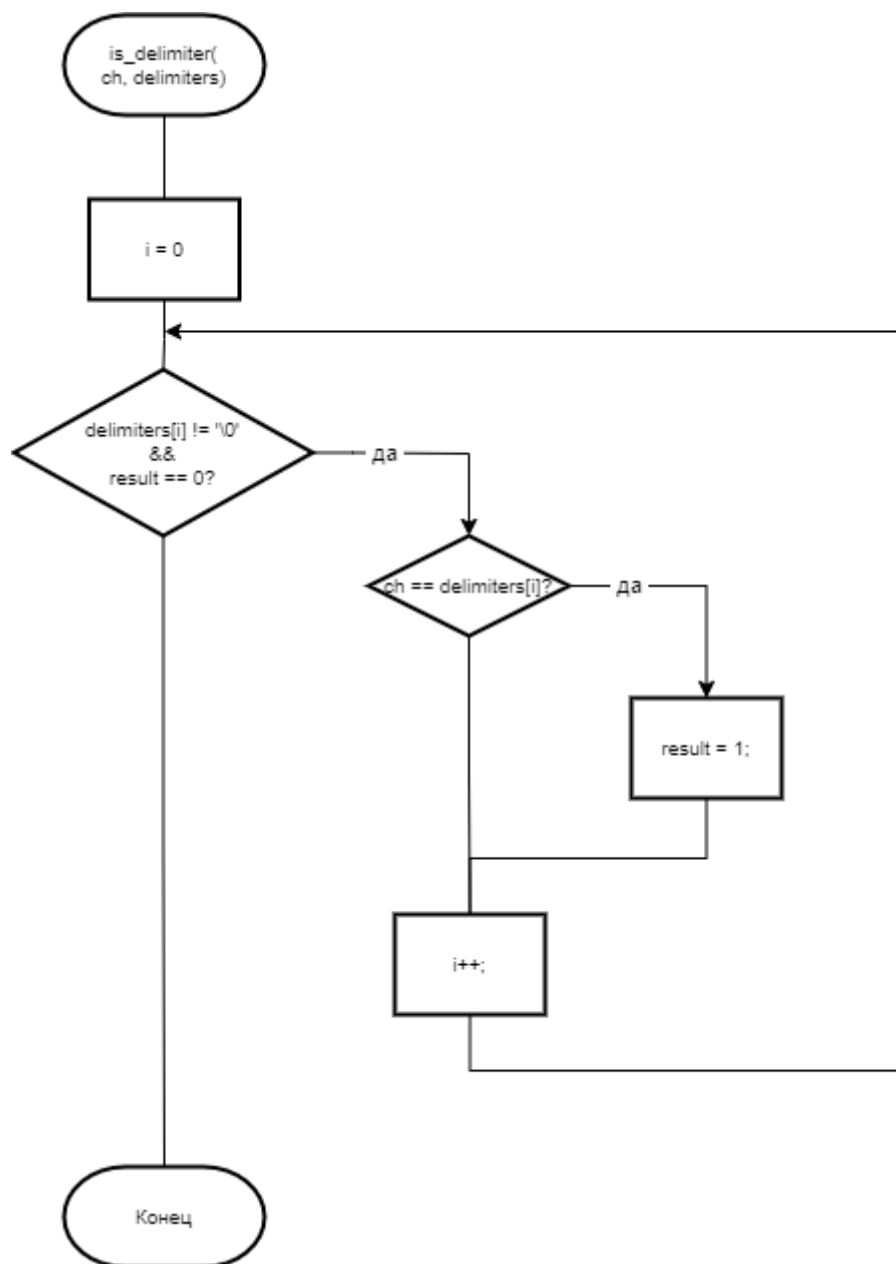 is_delimiter(
ch, delimiters)
i = 0
delimiters[i] != '\0'
&&
result == 0?
да
ch == delimiters[i]?
да
result = 1;
i++;
Конец